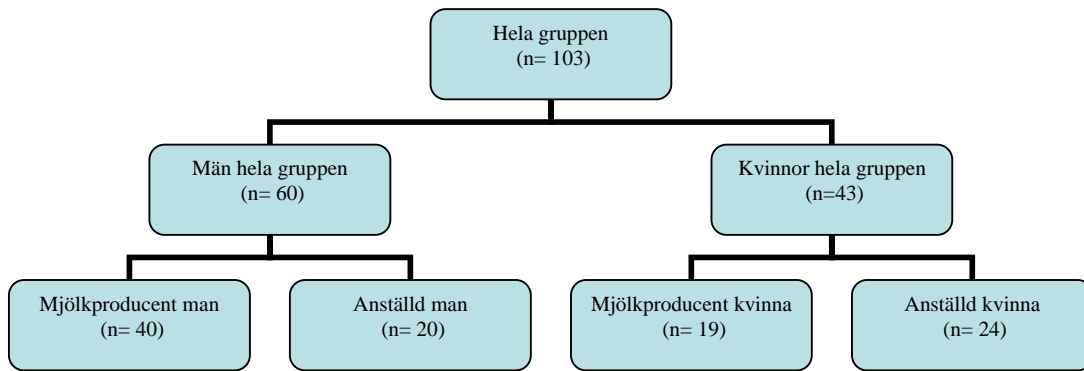 Hela gruppen
(n= 103)
Män hela gruppen
(n= 60)
Kvinnor hela gruppen
(n=43)
Mjölkproducent man
(n= 40)
Anställd man
(n= 20)
Mjölkproducent kvinna
(n= 19)
Anställd kvinna
(n= 24)